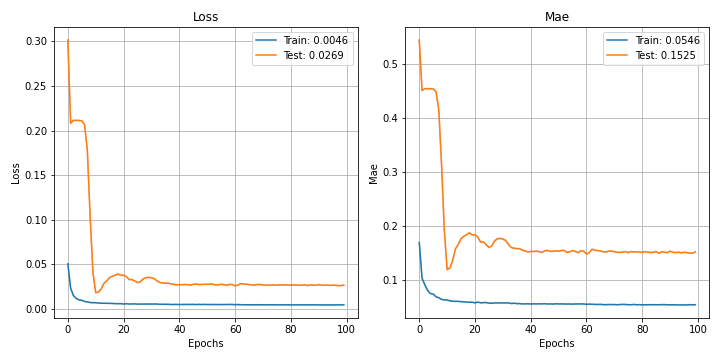 Loss
Train: 0.0046
Test: 0.0269
0.30
0.25
0.20
0.15
0.10
0.05
0.00
Loss
0 20 40 60 80 100
Epochs
Mae
Train: 0.0546
Test: 0.1525
0.5
0.4
0.3
0.2
0.1
Mae
0 20 40 60 80 100
Epochs